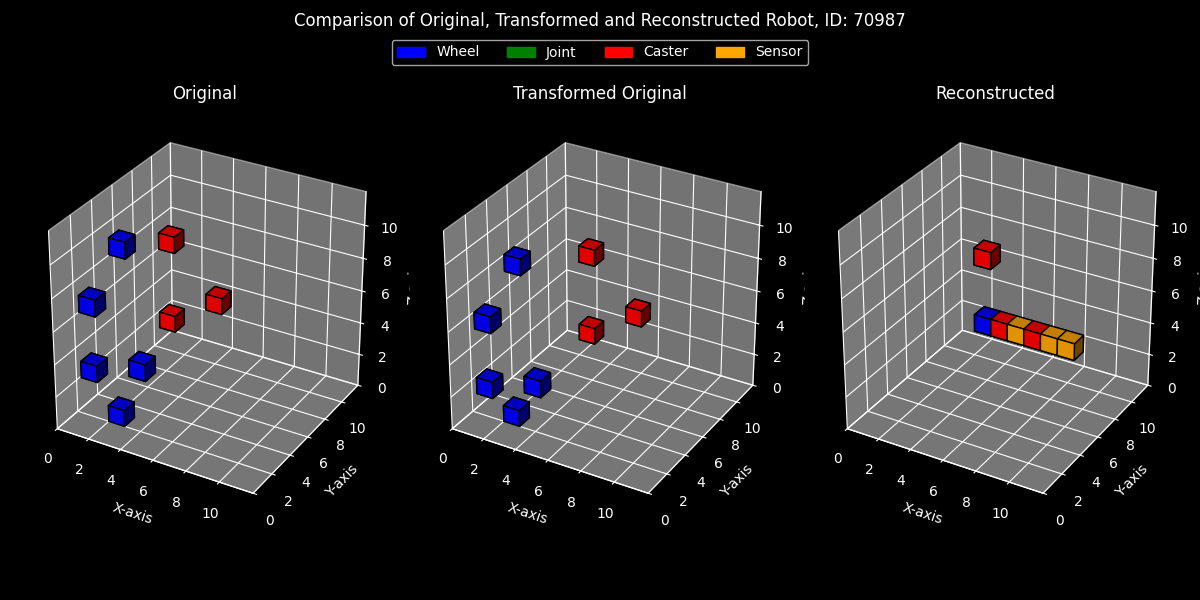 Comparison of Original, Transformed and Reconstructed Robot, ID: 70987
Wheel Joint Caster Sensor
Original
Transformed Original
Reconstructed
0 2 4 6 8 10
X-axis
0 2 4 6 8 10
Y-axis
0 2 4 6 8 10
0 2 4 6 8 10
X-axis
0 2 4 6 8 10
Y-axis
0 2 4 6 8 10
0 2 4 6 8 10
X-axis
0 2 4 6 8 10
Y-axis
0 2 4 6 8 10